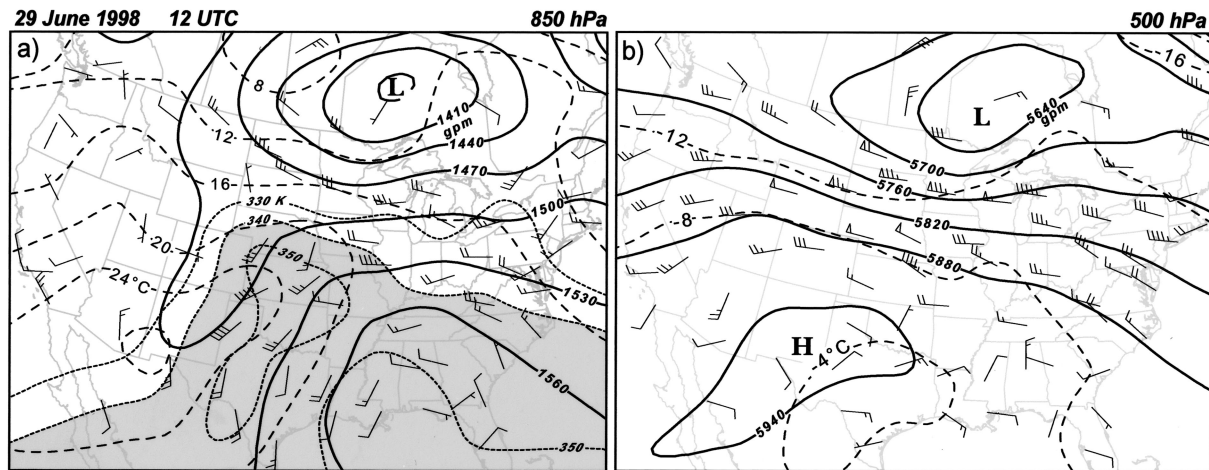 29 June 1998 12 UTC 850 hPa
500 hPa
a)
L
8
1410
gpm
1440
12
1470
16
330 K
1500
340
20
350
24°C
1530
1560
350
b)
-16
L
5640
gpm
-12
5700
5760
5820
-8
5880
H
-4°C
5940